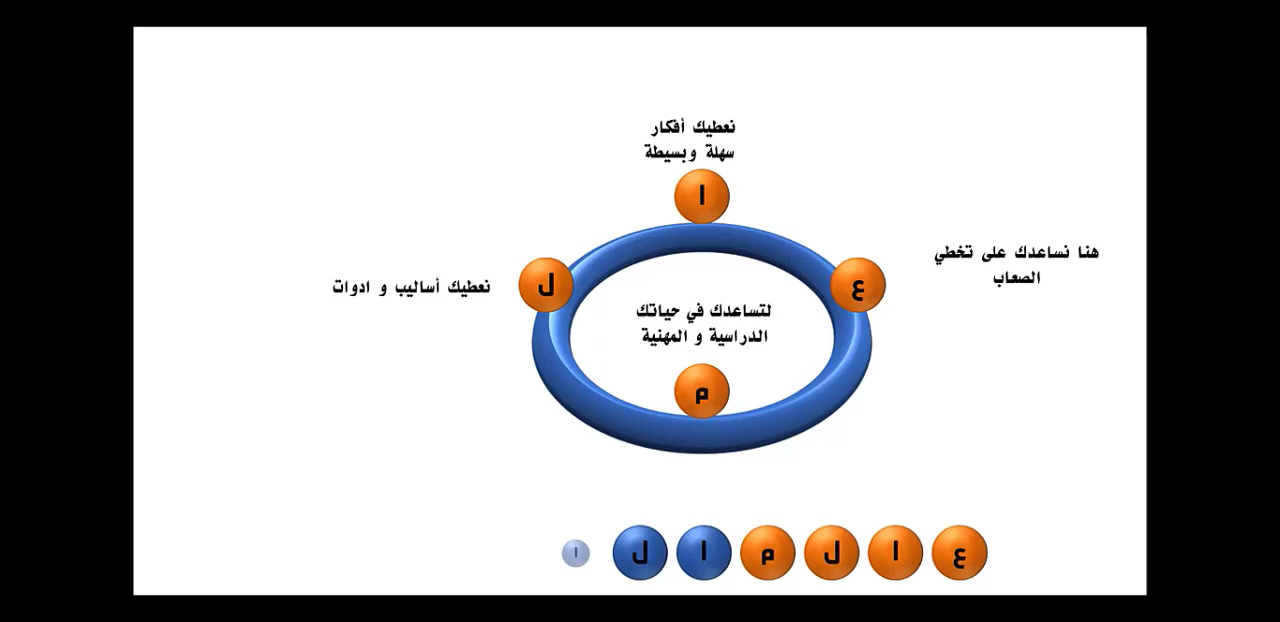 نعطيك أفكار
سهلة وبسيطة
ا
هنا نساعدك على تخطي
الصعاب
ع
ل
نعطيك أساليب و ادوات
لتساعدك في حياتك
الدراسية و المهنية
م
ع ا ل م ا ل ا